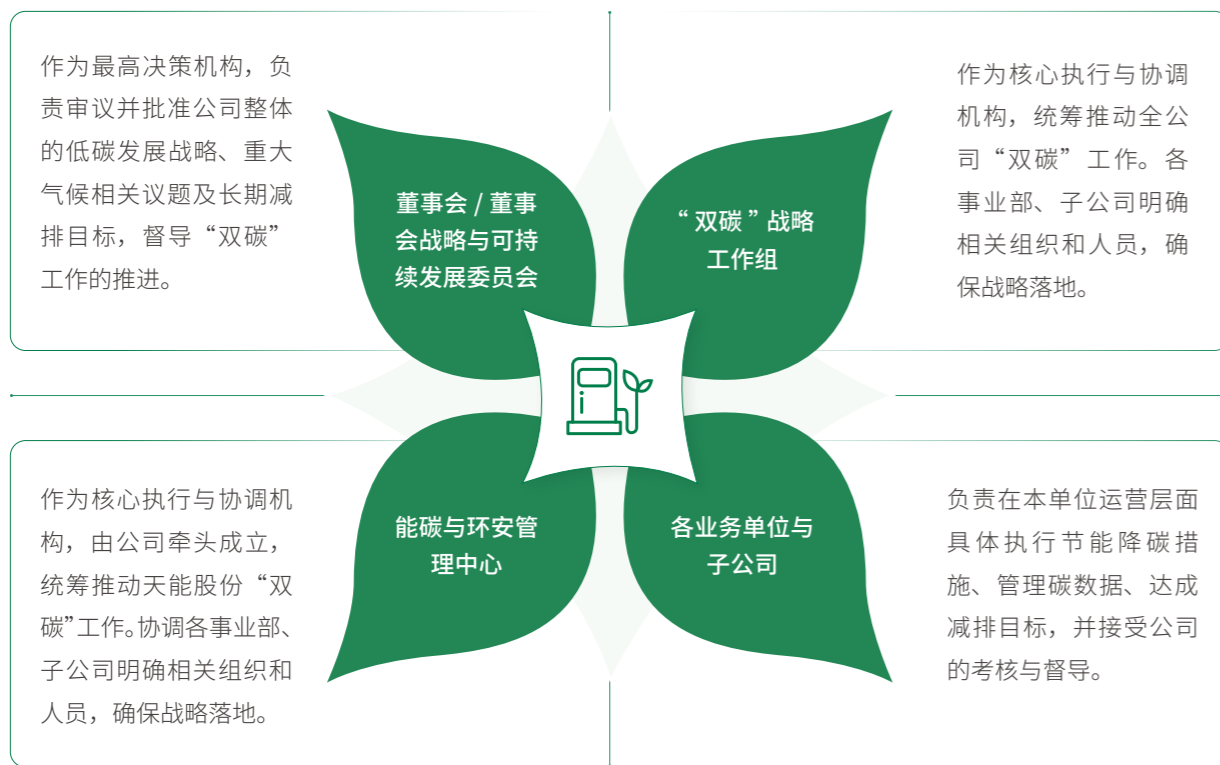 作为最高决策机构，负
责审议并批准公司整体
的低碳发展战略、重大
气候相关议题及长期减
排目标，督导“双碳”
工作的推进。
董事会 / 董事
会战略与可持
续发展委员会
“双碳”战略
工作组
作为核心执行与协调
机构，统筹推动全公
司“双碳”工作。各
事业部、子公司明确
相关组织和人员，确
保战略落地。
作为核心执行与协调机
构，由公司牵头成立，
统筹推动天能股份“双
碳”工作。协调各事业部、
子公司明确相关组织和
人员，确保战略落地。
能碳与环安管
理中心
各业务单位与
子公司
负责在本单位运营层面
具体执行节能降碳措
施、管理碳数据、达成
减排目标，并接受公司
的考核与督导。